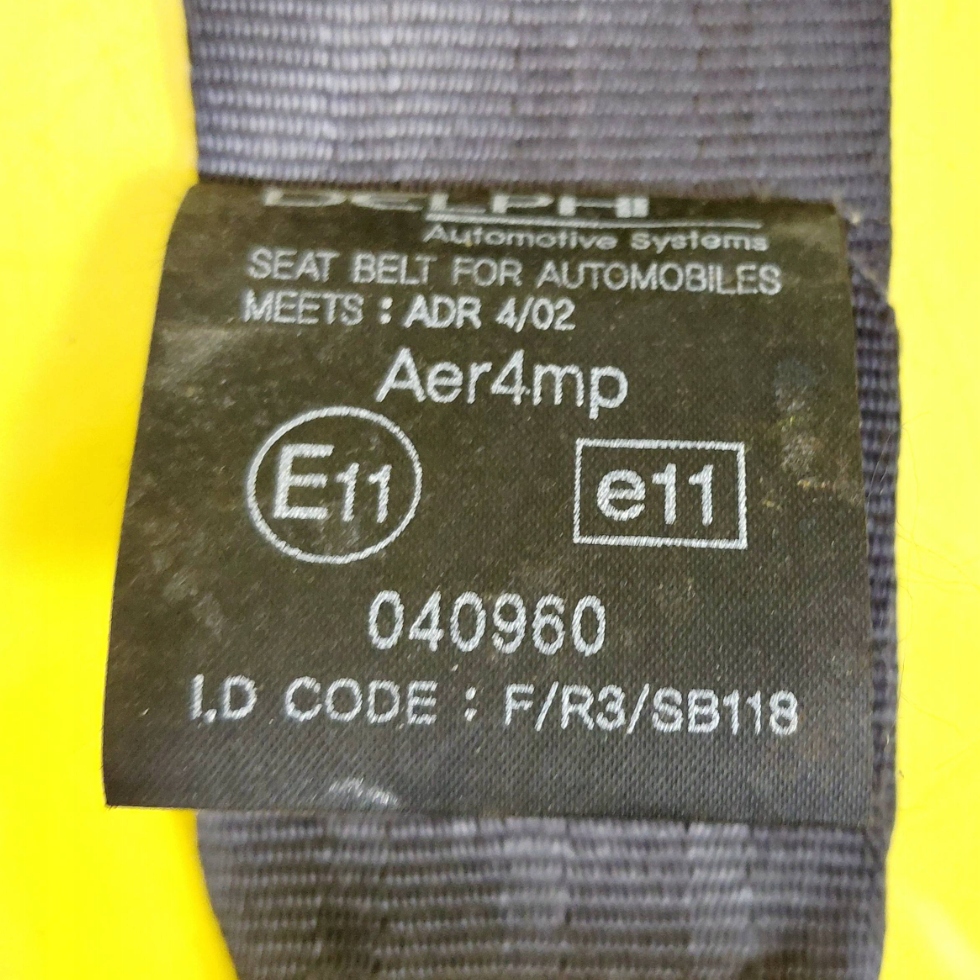 DELPHI
Automotive Systems
SEAT BELT FOR AUTOMOBILES
MEETS : ADR 4/02
Aer4mp
E11 e11
040960
I.D CODE : F/R3/SB118